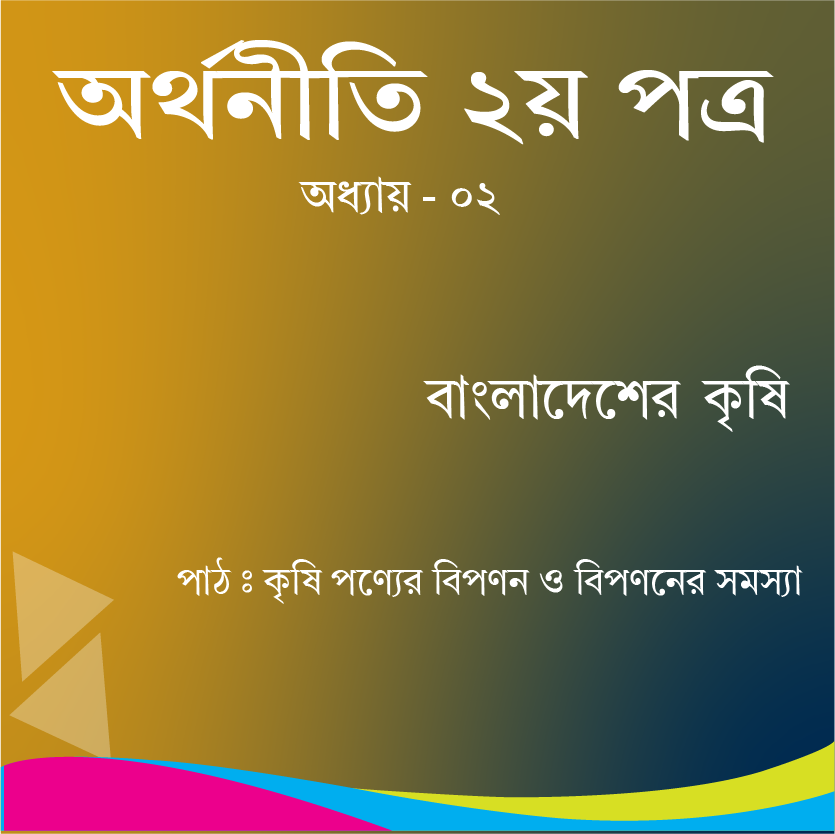 অর্থনীতি ২য় পত্র
অধ্যায় - ০২
বাংলাদেশের কৃষি
পাঠ ঃ কৃষি পণ্যের বিপণন ও বিপণনের সমস্যা